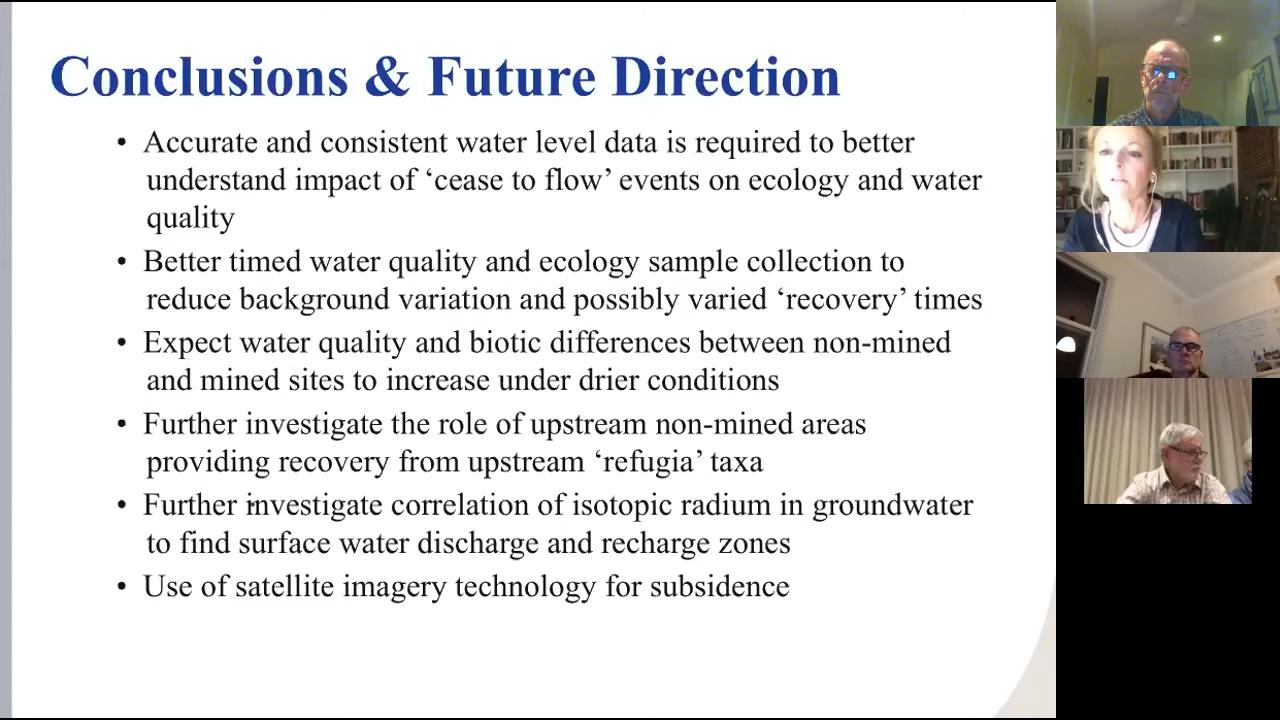 Conclusions & Future Direction
• Accurate and consistent water level data is required to better
understand impact of ‘cease to flow’ events on ecology and water
quality
• Better timed water quality and ecology sample collection to
reduce background variation and possibly varied ‘recovery’ times
• Expect water quality and biotic differences between non-mined
and mined sites to increase under drier conditions
• Further investigate the role of upstream non-mined areas
providing recovery from upstream ‘refugia’ taxa
• Further investigate correlation of isotopic radium in groundwater
to find surface water discharge and recharge zones
• Use of satellite imagery technology for subsidence